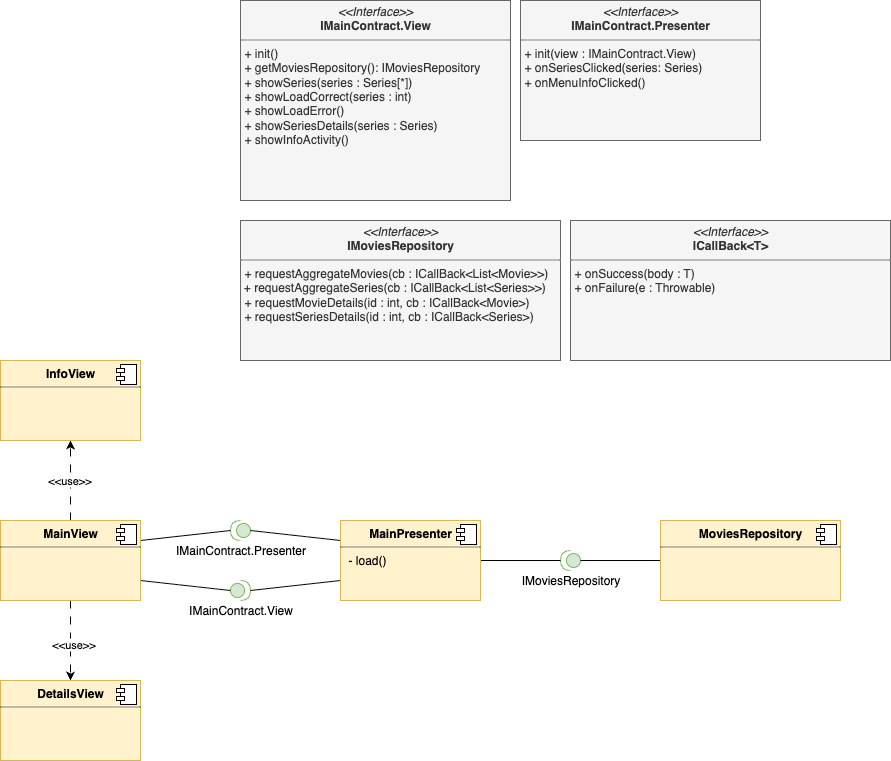 <<Interface>>
IMainContract.View
+ init()
+ getMoviesRepository(): IMoviesRepository
+ showSeries(series : Series[*])
+ showLoadCorrect(series : int)
+ showLoadError()
+ showSeriesDetails(series : Series)
+ showInfoActivity()
<<Interface>>
IMainContract.Presenter
+ init(view : IMainContract.View)
+ onSeriesClicked(series: Series)
+ onMenuInfoClicked()
<<Interface>>
IMoviesRepository
+ requestAggregateMovies(cb : ICallBack<List<Movie>>)
+ requestAggregateSeries(cb : ICallBack<List<Series>>)
+ requestMovieDetails(id : int, cb : ICallBack<Movie>)
+ requestSeriesDetails(id : int, cb : ICallBack<Series>)
<<Interface>>
ICallBack<T>
+ onSuccess(body : T)
+ onFailure(e : Throwable)
InfoView
<<use>>
MainView
IMainContract.Presenter
IMainContract.View
MainPresenter
- load()
IMoviesRepository
MoviesRepository
<<use>>
DetailsView